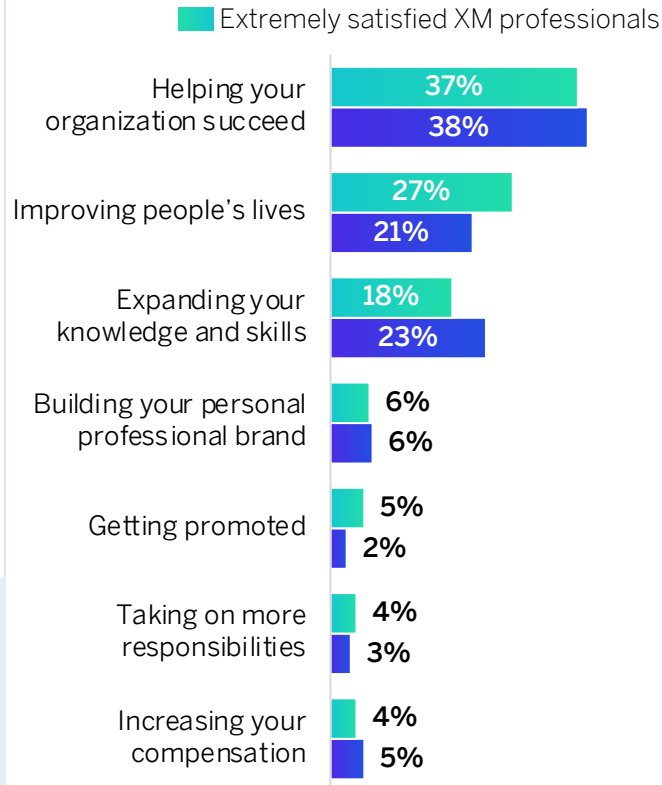 Extremely satisfied XM professionals
Helping your
organization succeed
37%
38%
Improving people's lives
27%
21%
Expanding your
knowledge and skills
18%
23%
Building your personal
professional brand
6%
6%
Getting promoted
5%
2%
Taking on more
responsibilities
4%
3%
Increasing your
compensation
4%
5%